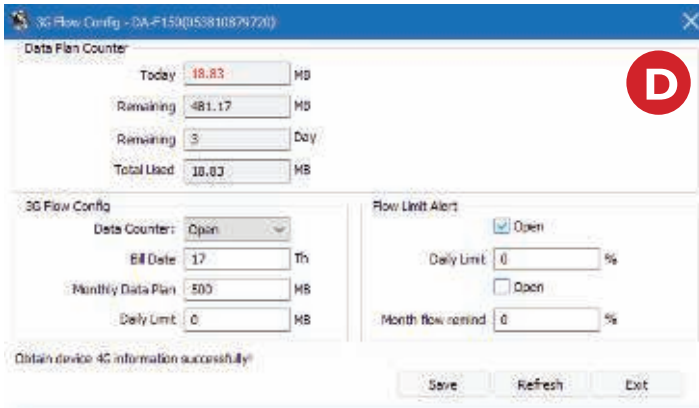 3G Flow Config - DA-F150(053810879720)
Data Plan Counter
Today 18.83 MB
D
Remaining 481.17 MB
Remaining 3 Day
Total Used 18.83 MB
3G Flow Config
Data Counter: Open
Bill Date 17 Th
Monthly Data Plan 500 MB
Daily Limit 0 MB
Flow Limit Alert
Open
Daily Limit 0 %
Open
Month flow remind 0 %
Obtain device 4G information successfully!
Save Refresh Exit